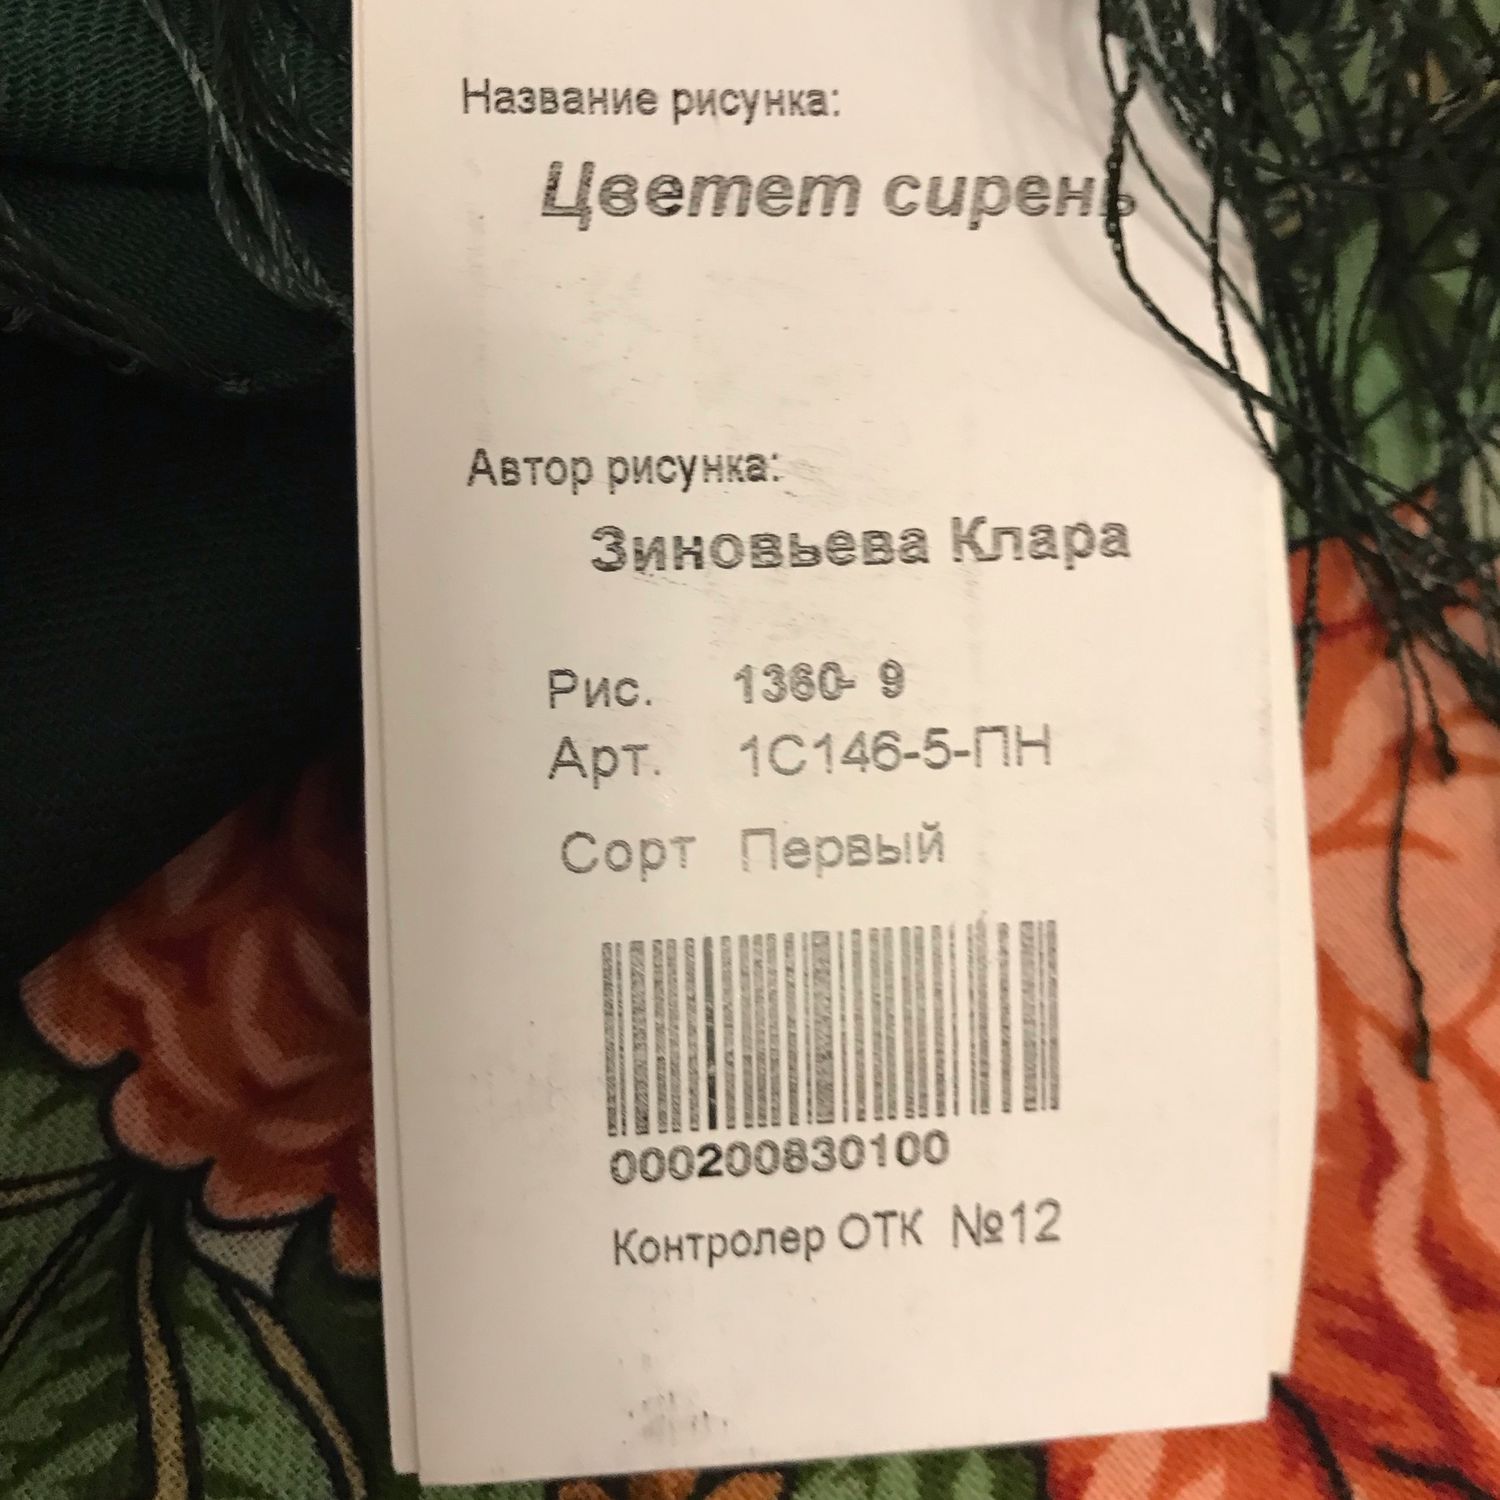 Название рисунка:
Цветет сирень
Автор рисунка:
Зиновьева Клара
Рис. 1360- 9
Арт. 1С146-5-ПН
Сорт Первый
000200830100
Контролер ОТК №12